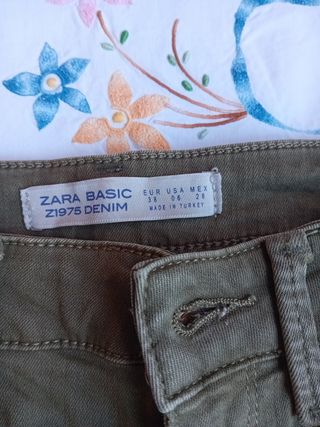 ZARA BASIC
Z1975 DENIM
EUR USA MEX
38 06 28
MADE IN TURKEY